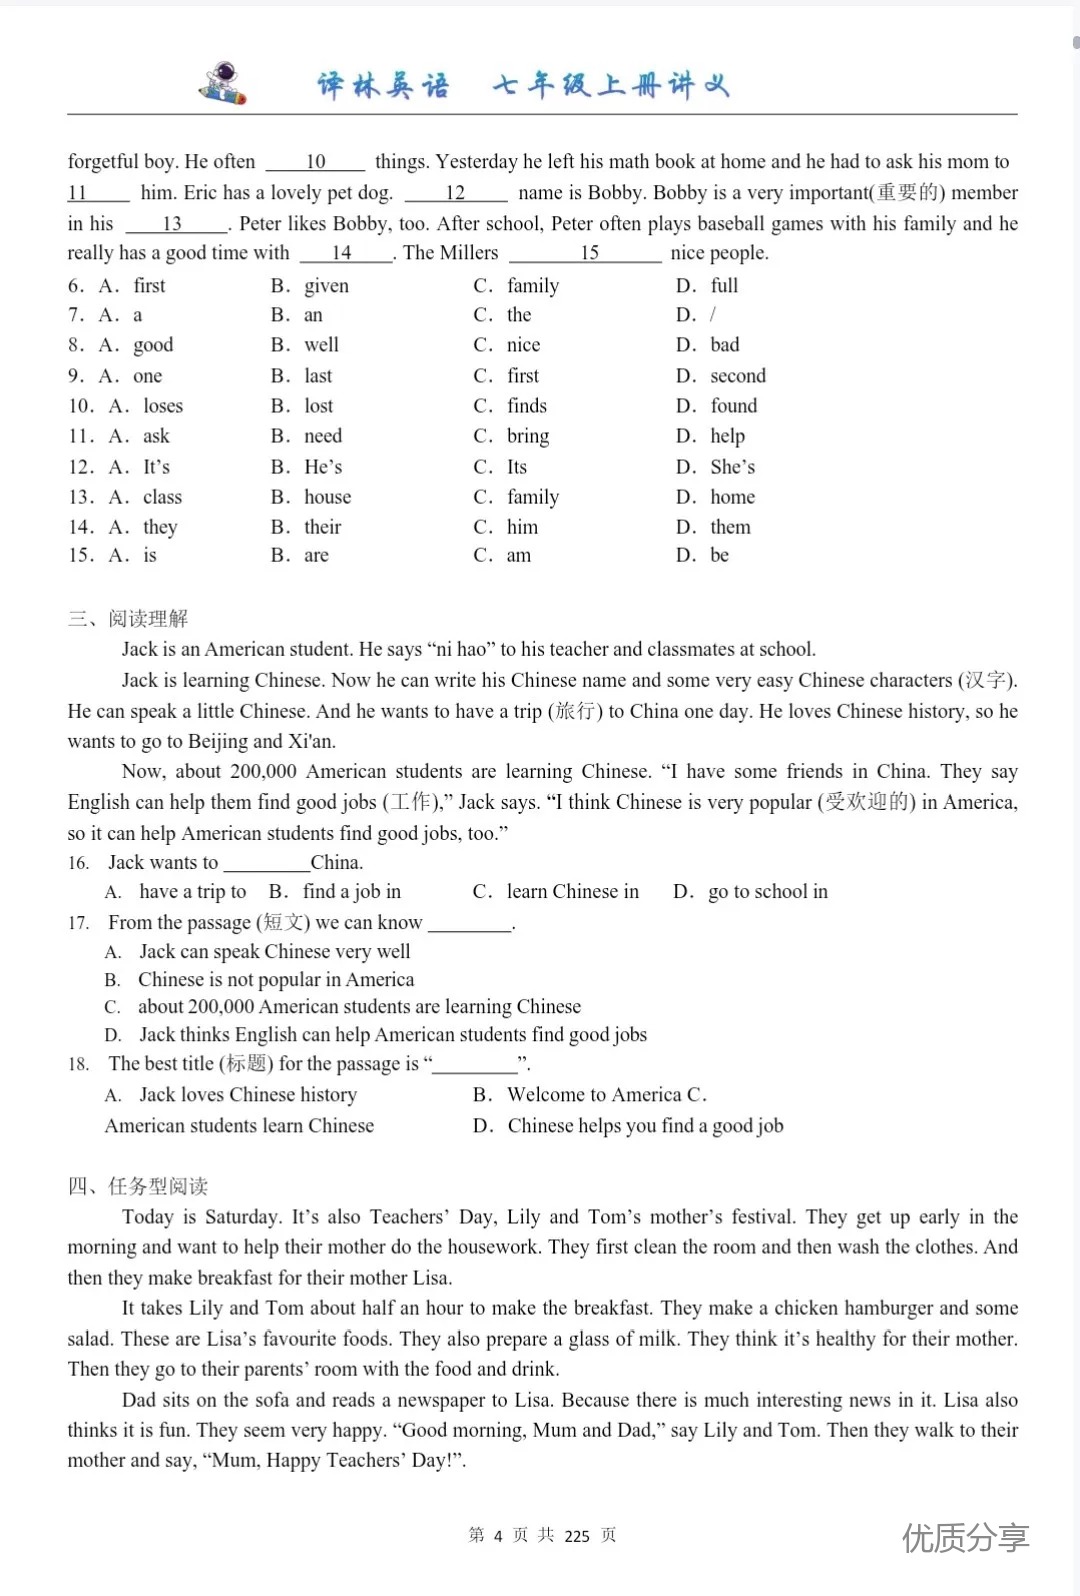 译林英语 七年级上册讲义
forgetful boy. He often 10 things. Yesterday he left his math book at home and he had to ask his mom to
11 him. Eric has a lovely pet dog. 12 name is Bobby. Bobby is a very important(重要的) member
in his 13. Peter likes Bobby, too. After school, Peter often plays baseball games with his family and he
really has a good time with 14. The Millers 15 nice people.
6．A．first B．given C．family D．full
7．A．a B．an C．the D．/
8．A．good B．well C．nice D．bad
9．A．one B．last C．first D．second
10．A．loses B．lost C．finds D．found
11．A．ask B．need C．bring D．help
12．A．It’s B．He’s C．Its D．She’s
13．A．class B．house C．family D．home
14．A．they B．their C．him D．them
15．A．is B．are C．am D．be
三、阅读理解
Jack is an American student. He says “ni hao” to his teacher and classmates at school.
Jack is learning Chinese. Now he can write his Chinese name and some very easy Chinese characters (汉字).
He can speak a little Chinese. And he wants to have a trip (旅行) to China one day. He loves Chinese history, so he
wants to go to Beijing and Xi'an.
Now, about 200,000 American students are learning Chinese. “I have some friends in China. They say
English can help them find good jobs (工作),” Jack says. “I think Chinese is very popular (受欢迎的) in America,
so it can help American students find good jobs, too.”
16. Jack wants to ________China.
A. have a trip to B．find a job in C．learn Chinese in D．go to school in
17. From the passage (短文) we can know ________.
A. Jack can speak Chinese very well
B. Chinese is not popular in America
C. about 200,000 American students are learning Chinese
D. Jack thinks English can help American students find good jobs
18. The best title (标题) for the passage is “________”.
A. Jack loves Chinese history B．Welcome to America C．
American students learn Chinese D．Chinese helps you find a good job
四、任务型阅读
Today is Saturday. It’s also Teachers’ Day, Lily and Tom’s mother’s festival. They get up early in the
morning and want to help their mother do the housework. They first clean the room and then wash the clothes. And
then they make breakfast for their mother Lisa.
It takes Lily and Tom about half an hour to make the breakfast. They make a chicken hamburger and some
salad. These are Lisa’s favourite foods. They also prepare a glass of milk. They think it’s healthy for their mother.
Then they go to their parents’ room with the food and drink.
Dad sits on the sofa and reads a newspaper to Lisa. Because there is much interesting news in it. Lisa also
thinks it is fun. They seem very happy. “Good morning, Mum and Dad,” say Lily and Tom. Then they walk to their
mother and say, “Mum, Happy Teachers’ Day!”.
第 4 页 共 225 页
优质分享